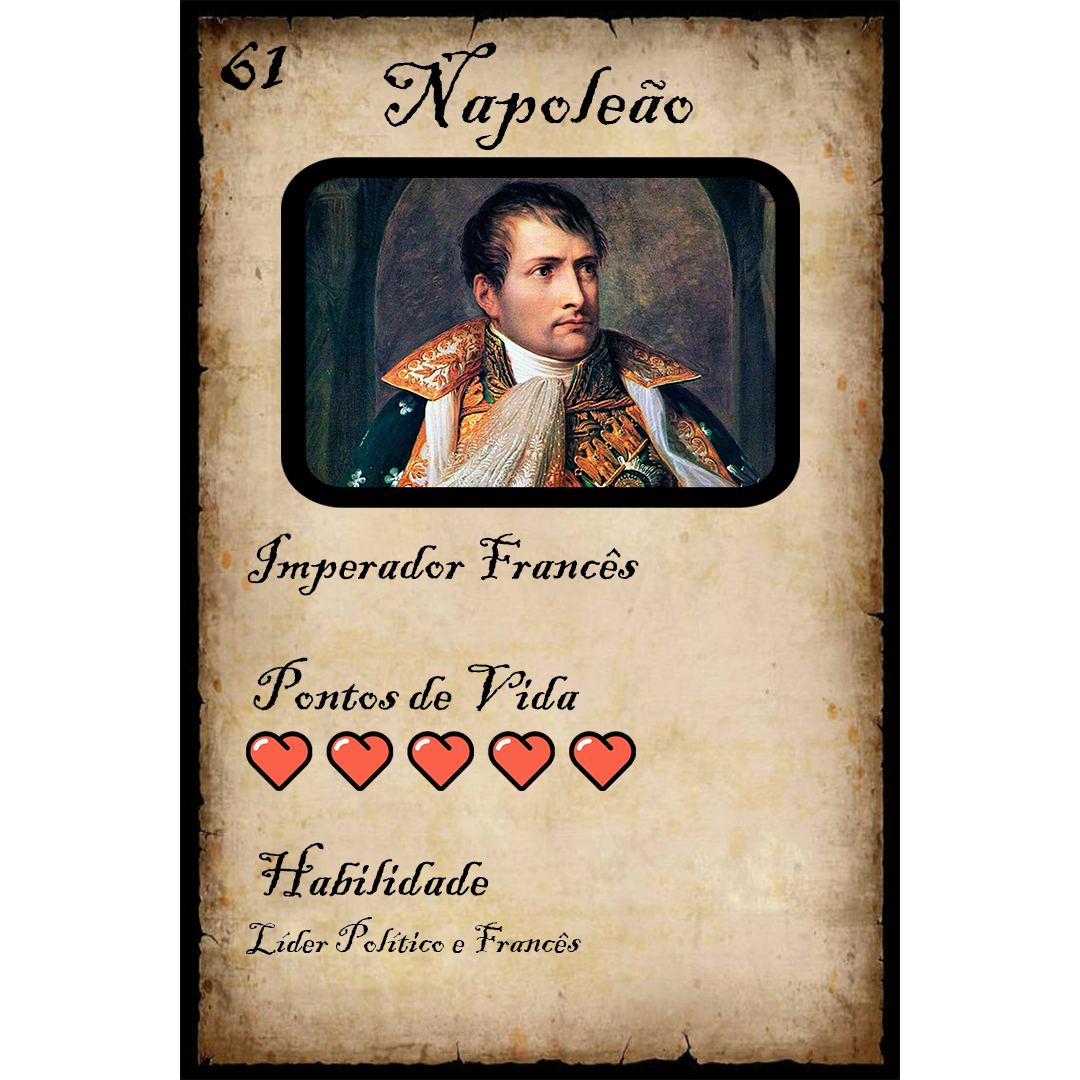 61
Napoleão
Imperador Francês
Pontos de Vida
Habilidade
Líder Político e Francês